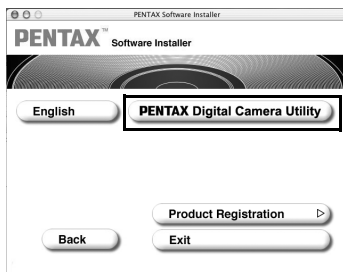 PENTAX Software Installer
PENTAX™ Software Installer
English
PENTAX Digital Camera Utility
Product Registration
Back
Exit